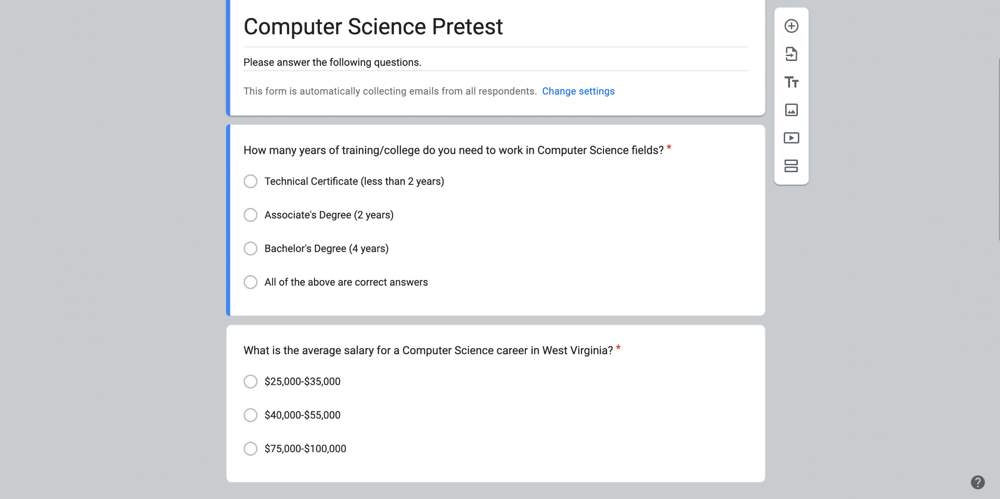 Computer Science Pretest
Please answer the following questions.
This form is automatically collecting emails from all respondents. Change settings
How many years of training/college do you need to work in Computer Science fields? *
Technical Certificate (less than 2 years)
Associate's Degree (2 years)
Bachelor's Degree (4 years)
All of the above are correct answers
What is the average salary for a Computer Science career in West Virginia? *
$25,000-$35,000
$40,000-$55,000
$75,000-$100,000